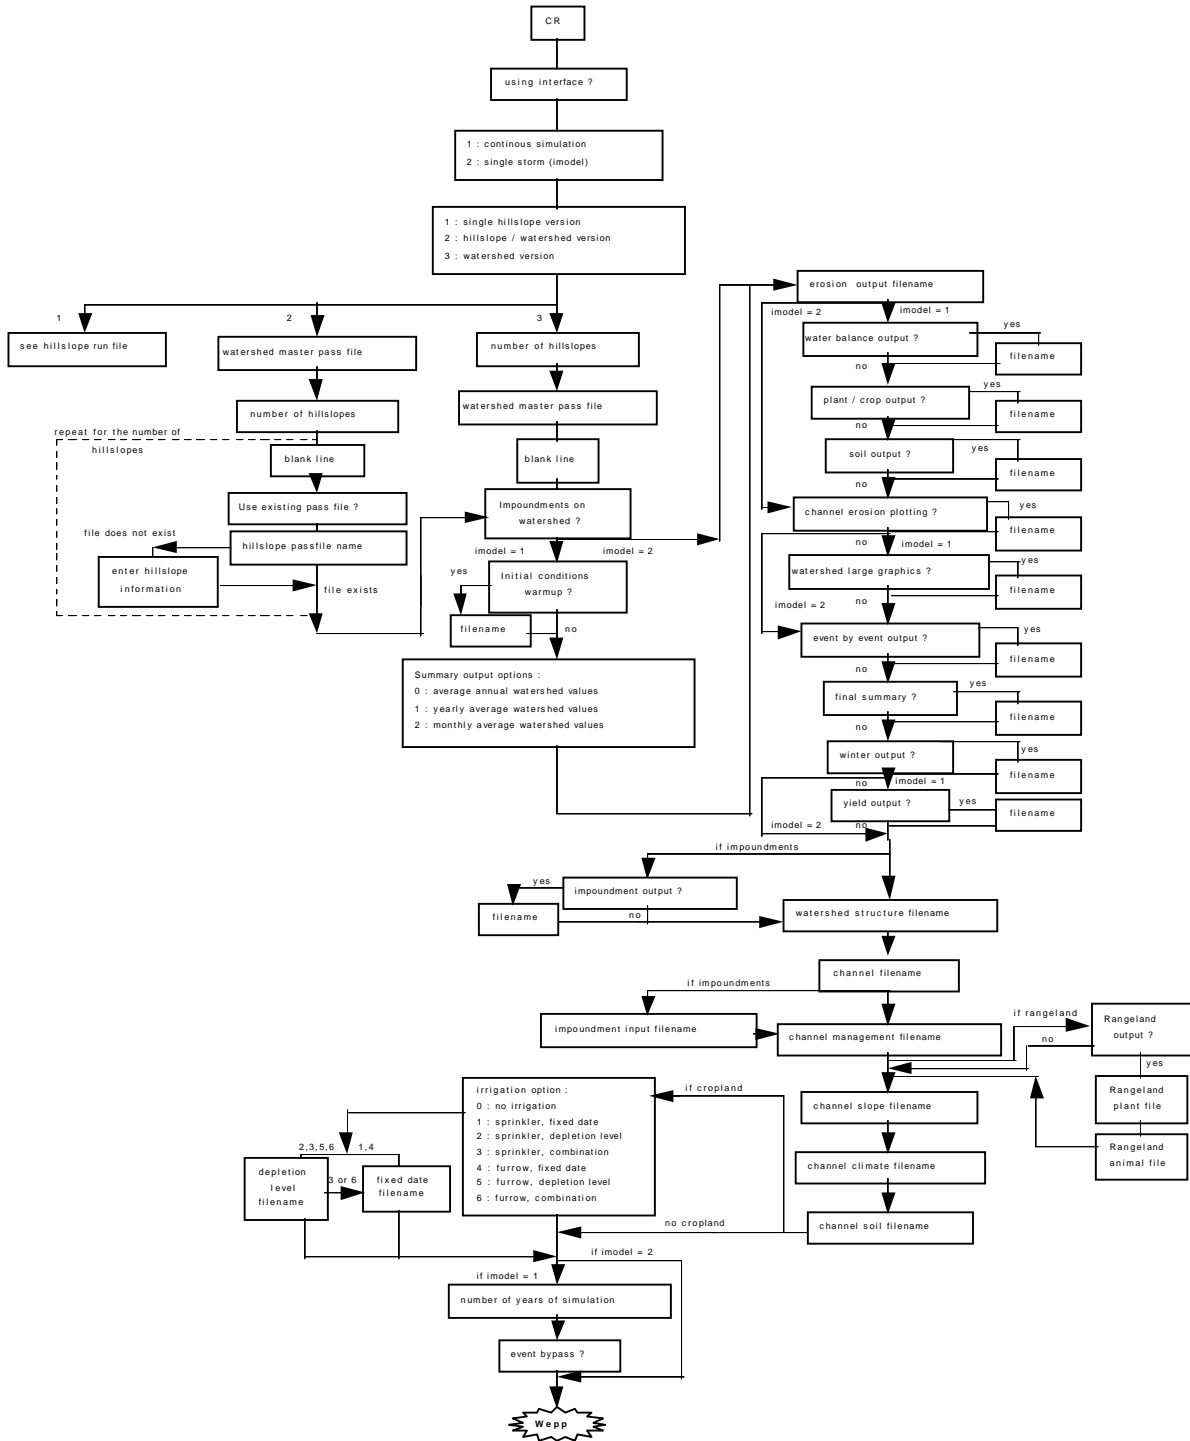 CR
using interface ?
1 : continous simulation
2 : single storm (imodel)
1 : single hillslope version
2 : hillslope / watershed version
3 : watershed version
1
2
3
see hillslope run file
watershed master pass file
number of hillslopes
repeat for the number of
hillslopes
blank line
Use existing pass file ?
file does not exist
hillslope passfile name
enter hillslope
information
file exists
number of hillslopes
watershed master pass file
blank line
Impoundments on
watershed ?
imodel = 1
imodel = 2
Initial conditions
warmup ?
yes
filename
no
Summary output options :
0 : average annual watershed values
1 : yearly average watershed values
2 : monthly average watershed values
erosion output filename
imodel = 2
imodel = 1
water balance output ?
yes
filename
no
plant / crop output ?
yes
filename
no
soil output ?
yes
filename
no
channel erosion plotting ?
yes
filename
no
imodel = 1
watershed large graphics ?
yes
filename
no
imodel = 2
event by event output ?
yes
filename
no
final summary ?
yes
filename
no
winter output ?
yes
filename
no
imodel = 1
yield output ?
yes
filename
imodel = 2
no
if impoundments
impoundment output ?
yes
filename
no
watershed structure filename
channel filename
if impoundments
impoundment input filename
channel management filename
if rangeland
Rangeland
output ?
no
yes
Rangeland
plant file
Rangeland
animal file
channel slope filename
channel climate filename
channel soil filename
if cropland
no cropland
irrigation option :
0 : no irrigation
1 : sprinkler, fixed date
2 : sprinkler, depletion level
3 : sprinkler, combination
4 : furrow, fixed date
5 : furrow, depletion level
6 : furrow, combination
2,3,5,6
1,4
depletion
level
filename
3 or 6
fixed date
filename
if imodel = 2
if imodel = 1
number of years of simulation
event bypass ?
Wepp